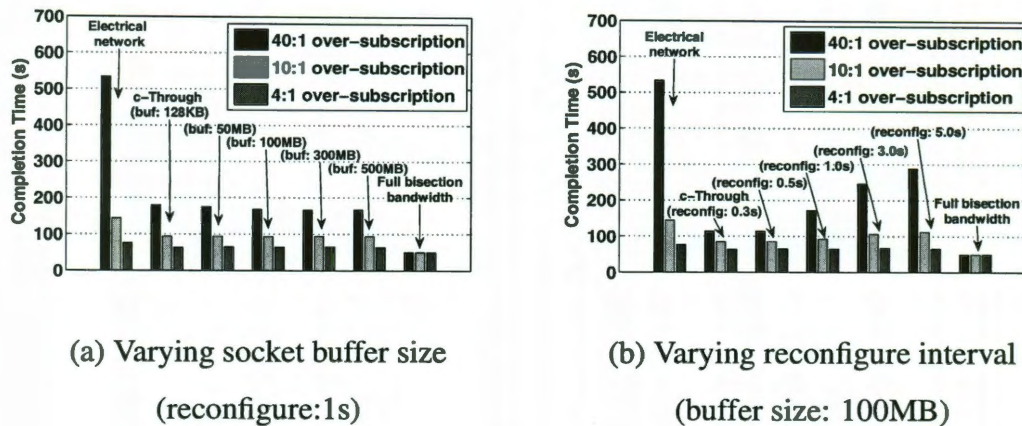 700
600
500
400
300
200
100
0
Completion Time (s)
Electrical
network
40:1 over-subscription
10:1 over-subscription
4:1 over-subscription
c-Through
(buf: 128KB)
(buf: 50MB)
(buf: 100MB)
(buf: 300MB)
(buf: 500MB)
Full bisection
bandwidth
(a) Varying socket buffer size
(reconfigure:1s)
700
600
500
400
300
200
100
0
Completion Time (s)
Electrical
network
40:1 over-subscription
10:1 over-subscription
4:1 over-subscription
c-Through
(reconfig: 0.3s)
(reconfig: 0.5s)
(reconfig: 1.0s)
(reconfig: 3.0s)
(reconfig: 5.0s)
Full bisection
bandwidth
(b) Varying reconfigure interval
(buffer size: 100MB)